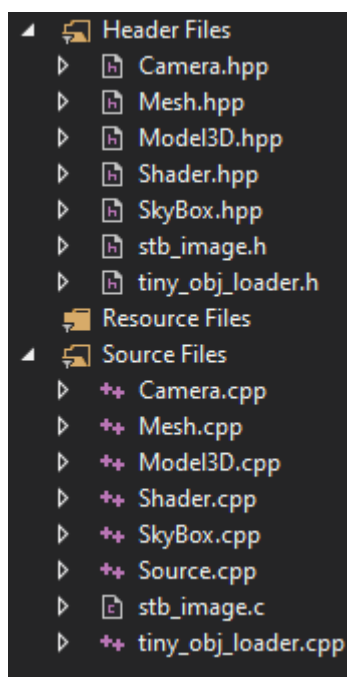 Header Files
Camera.hpp
Mesh.hpp
Model3D.hpp
Shader.hpp
SkyBox.hpp
stb_image.h
tiny_obj_loader.h
Resource Files
Source Files
Camera.cpp
Mesh.cpp
Model3D.cpp
Shader.cpp
SkyBox.cpp
Source.cpp
stb_image.c
tiny_obj_loader.cpp